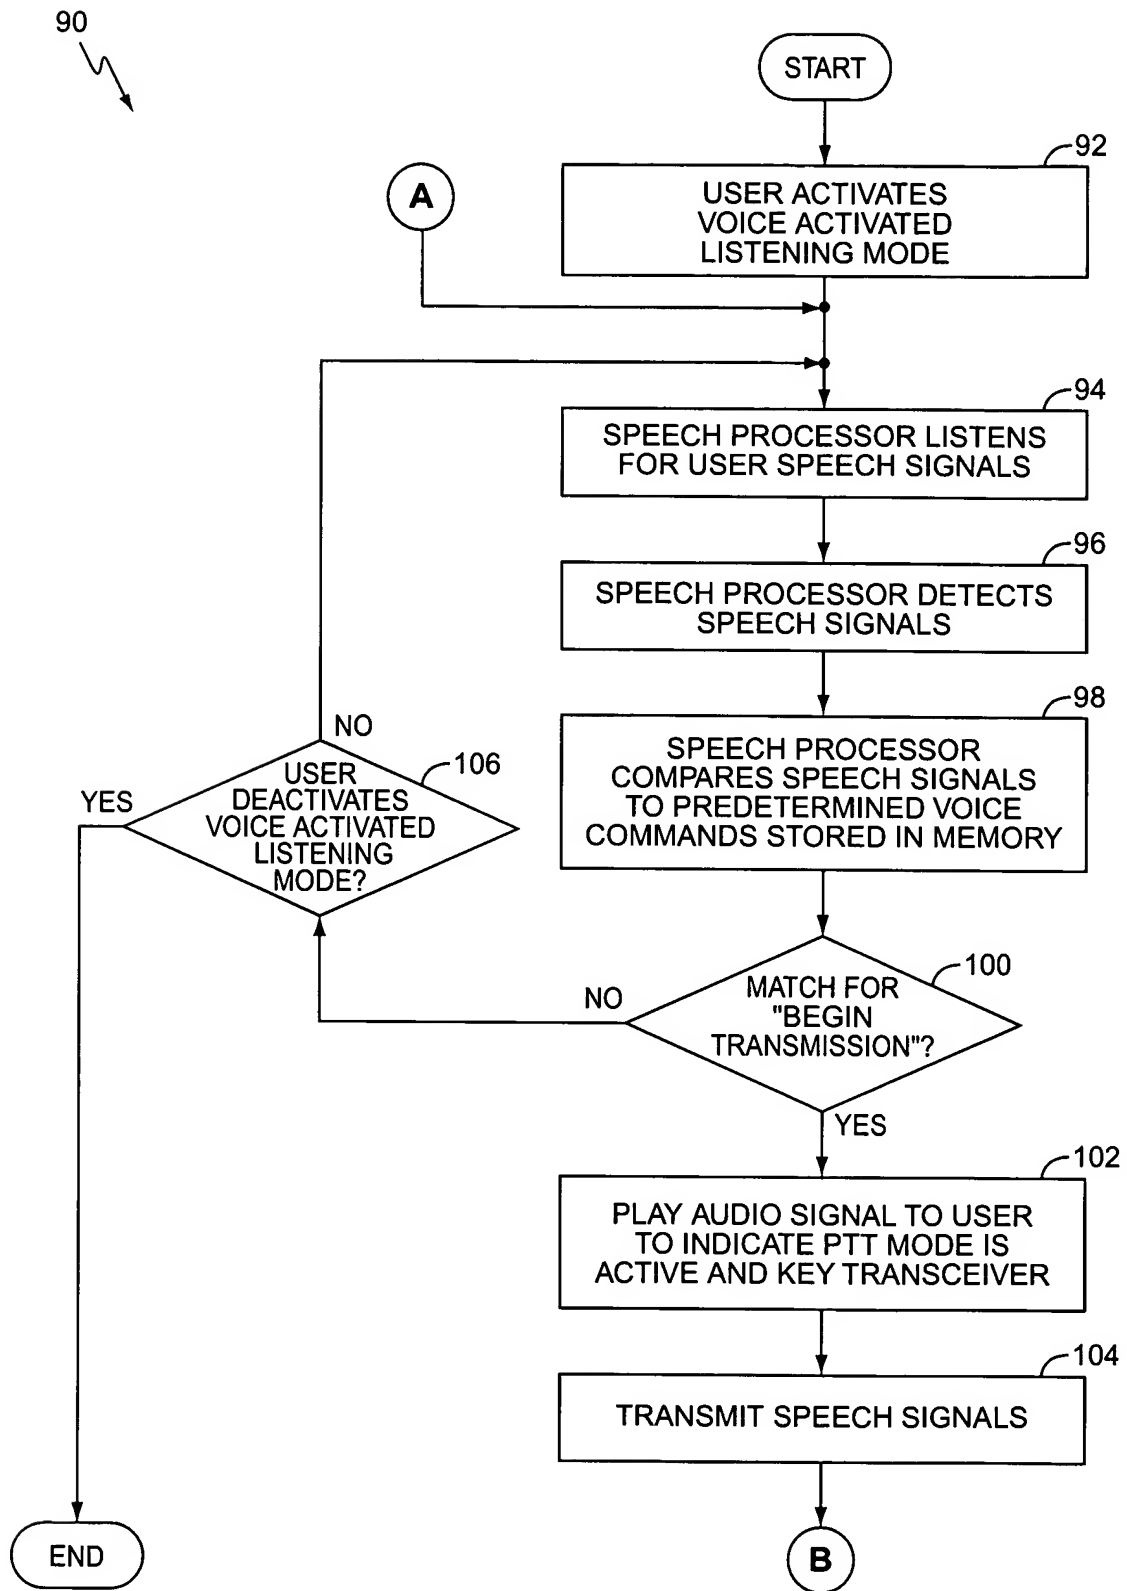 90
START
92
USER ACTIVATES
VOICE ACTIVATED
LISTENING MODE
A
94
SPEECH PROCESSOR LISTENS
FOR USER SPEECH SIGNALS
96
SPEECH PROCESSOR DETECTS
SPEECH SIGNALS
98
SPEECH PROCESSOR
COMPARES SPEECH SIGNALS
TO PREDETERMINED VOICE
COMMANDS STORED IN MEMORY
NO
106
YES
USER
DEACTIVATES
VOICE ACTIVATED
LISTENING
MODE?
100
NO
MATCH FOR
"BEGIN
TRANSMISSION"?
YES
102
PLAY AUDIO SIGNAL TO USER
TO INDICATE PTT MODE IS
ACTIVE AND KEY TRANSCEIVER
104
TRANSMIT SPEECH SIGNALS
END
B